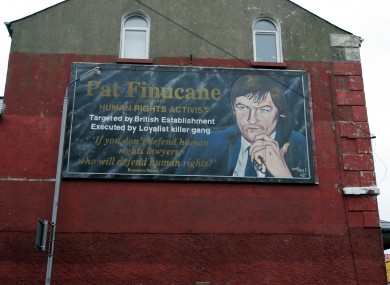 Pat Finucane
HUMAN RIGHTS ACTIVIST
Targeted by British Establishment
Executed by Loyalist killer gang
'If you don't defend human
rights lawyers,
who will defend human rights?'